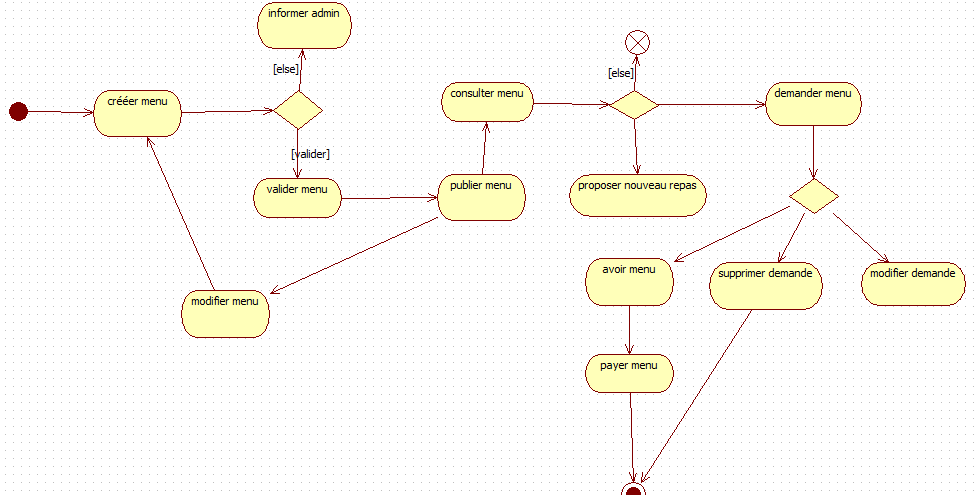 informer admin
[else]
crééer menu
[valider]
valider menu
publier menu
modifier menu
consulter menu
[else]
demander menu
proposer nouveau repas
avoir menu
supprimer demande
modifier demande
payer menu